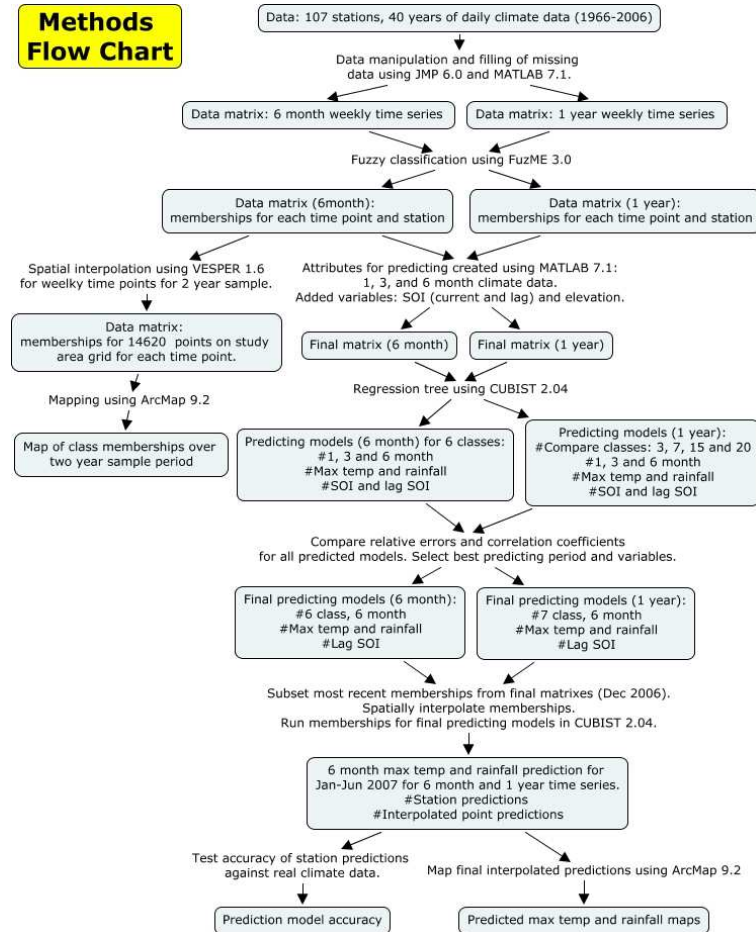 Methods
Flow Chart
Data: 107 stations, 40 years of daily climate data (1966-2006)
Data manipulation and filling of missing
data using JMP 6.0 and MATLAB 7.1.
Data matrix: 6 month weekly time series
Data matrix: 1 year weekly time series
Fuzzy classification using FuzME 3.0
Data matrix (6month):
memberships for each time point and station
Data matrix (1 year):
memberships for each time point and station
Spatial interpolation using VESPER 1.6
for weelky time points for 2 year sample.
Attributes for predicting created using MATLAB 7.1:
1, 3, and 6 month climate data.
Added variables: SOI (current and lag) and elevation.
Data matrix:
memberships for 14620 points on study
area grid for each time point.
Final matrix (6 month)
Final matrix (1 year)
Mapping using ArcMap 9.2
Regression tree using CUBIST 2.04
Map of class memberships over
two year sample period
Predicting models (6 month) for 6 classes:
#1, 3 and 6 month
#Max temp and rainfall
#SOI and lag SOI
Predicting models (1 year):
#Compare classes: 3, 7, 15 and 20
#1, 3 and 6 month
#Max temp and rainfall
#SOI and lag SOI
Compare relative errors and correlation coefficients
for all predicted models. Select best predicting period and variables.
Final predicting models (6 month):
#6 class, 6 month
#Max temp and rainfall
#Lag SOI
Final predicting models (1 year):
#7 class, 6 month
#Max temp and rainfall
#Lag SOI
Subset most recent memberships from final matrixes (Dec 2006).
Spatially interpolate memberships.
Run memberships for final predicting models in CUBIST 2.04.
6 month max temp and rainfall prediction for
Jan-Jun 2007 for 6 month and 1 year time series.
#Station predictions
#Interpolated point predictions
Test accuracy of station predictions
against real climate data.
Map final interpolated predictions using ArcMap 9.2
Prediction model accuracy
Predicted max temp and rainfall maps